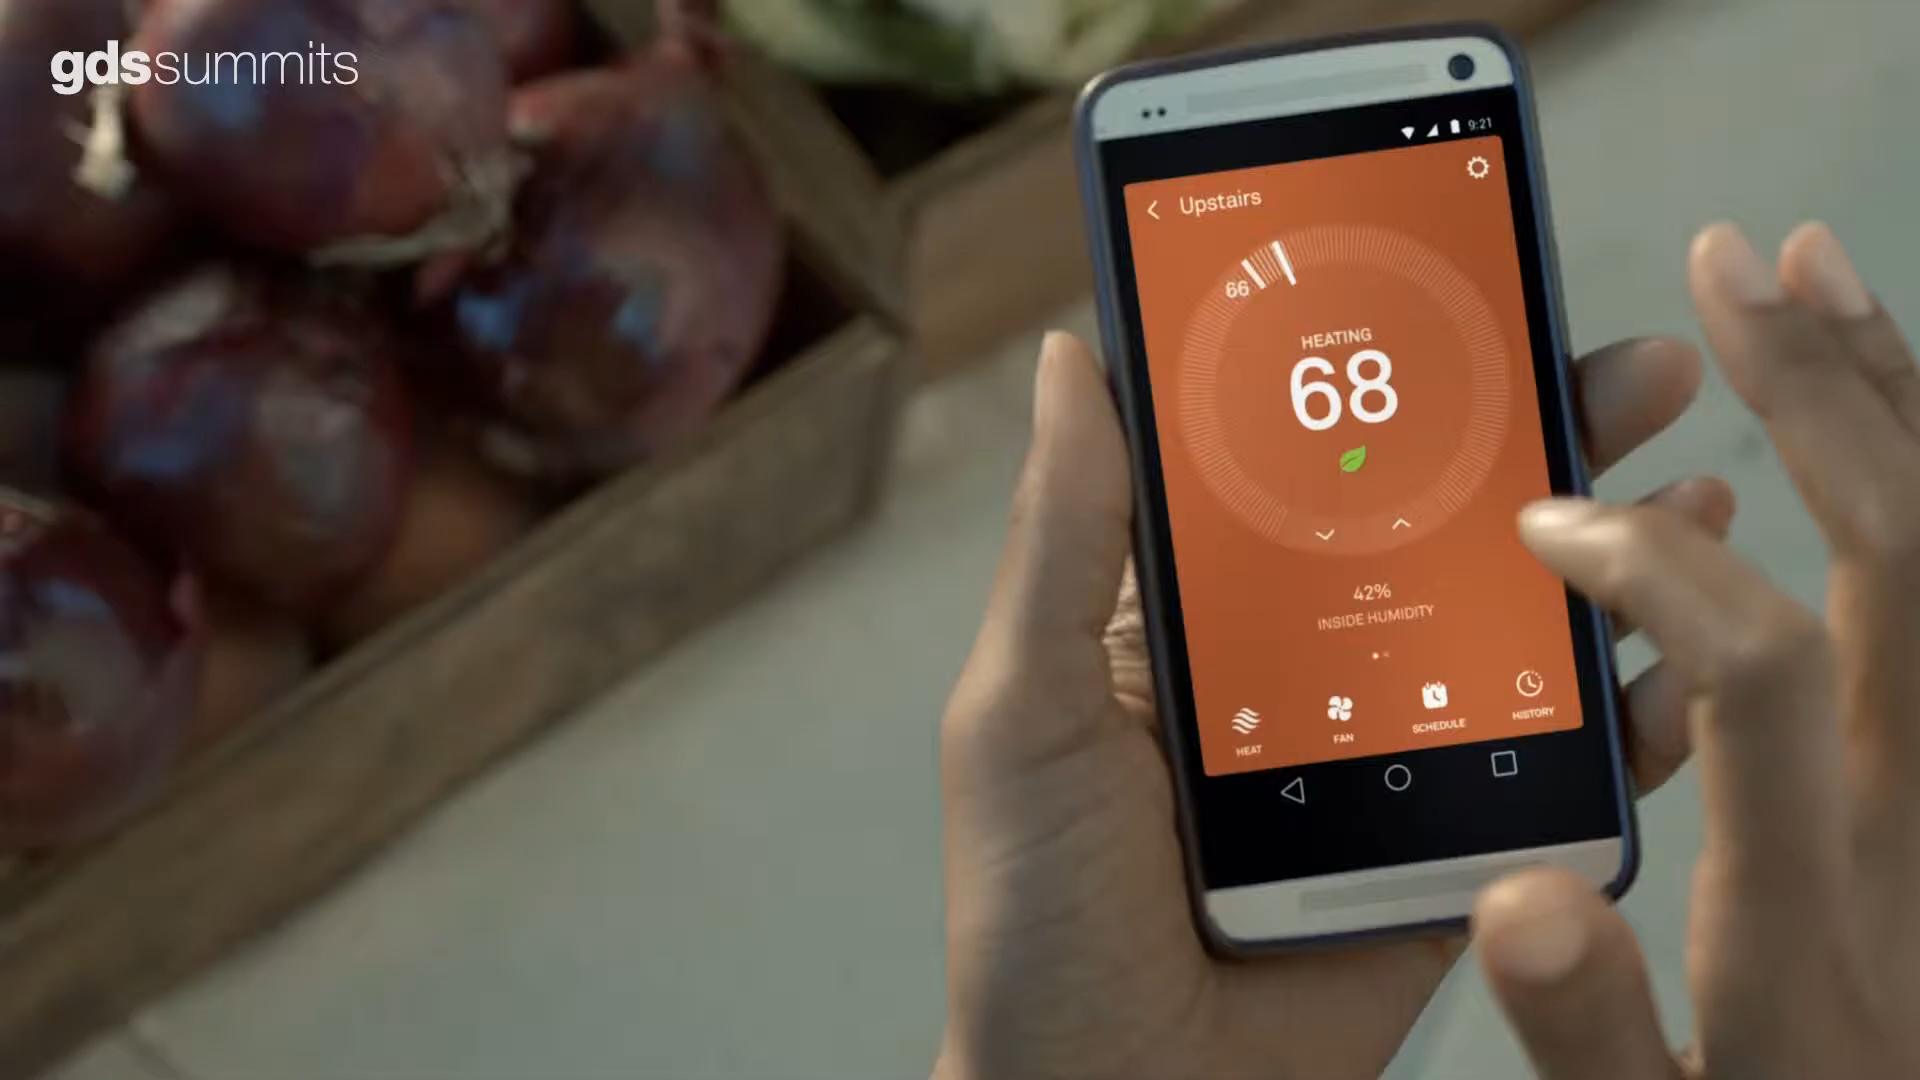 gdssummits
9:21
Upstairs
66
HEATING
68
42%
INSIDE HUMIDITY
HEAT
FAN
SCHEDULE
HISTORY